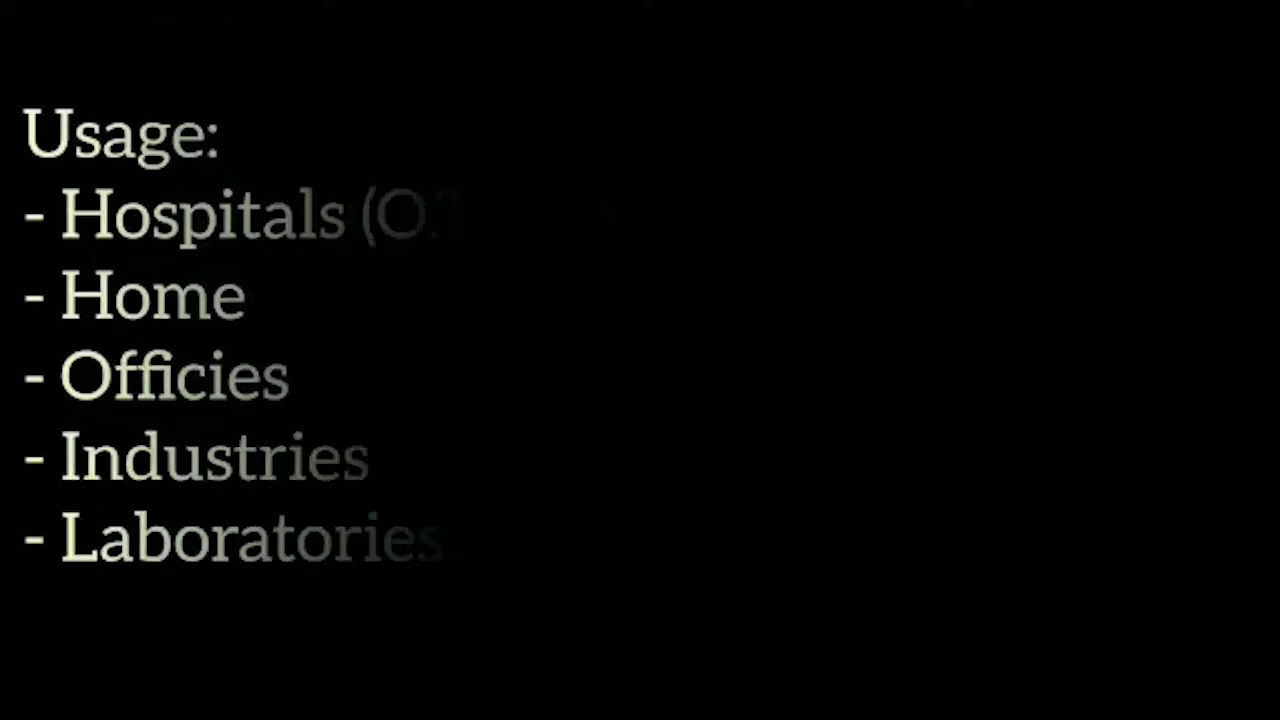 Usage:
- Hospitals
- Home
- Officies
- Industries
- Laboratories